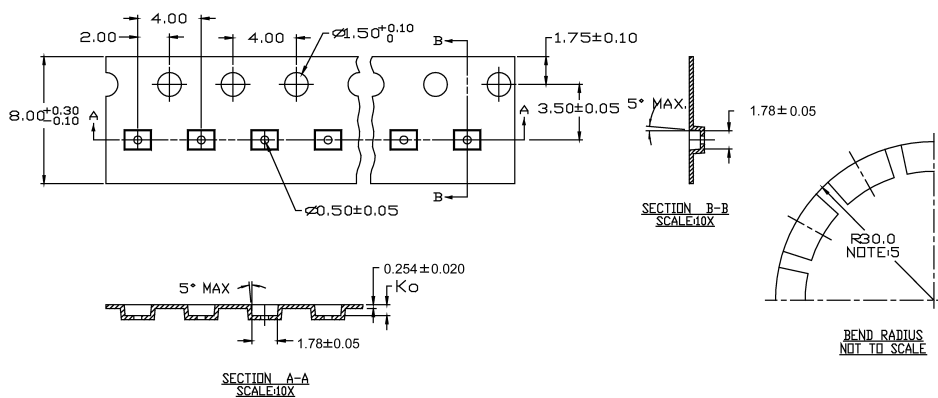 4.00
2.00
4.00
Ø1.50+0.10 0
B
1.75±0.10
8.00+0.30 -0.10
A
A
3.50±0.05
5° MAX.
1.78±0.05
B
Ø0.50±0.05
SECTION B-B
SCALE:10X
R30.0
NOTE:5
0.254±0.020
5° MAX
Ko
1.78±0.05
BEND RADIUS
NOT TO SCALE
SECTION A-A
SCALE:10X